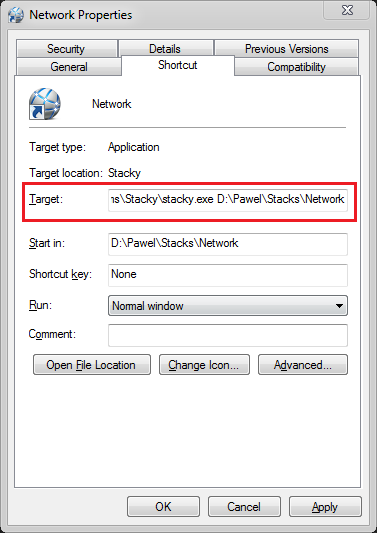 Network Properties
Security Details Previous Versions
General Shortcut Compatibility
Network
Target type: Application
Target location: Stacky
Target: ns\Stacky\stacky.exe D:\Pawel\Stacks\Network
Start in: D:\Pawel\Stacks\Network
Shortcut key: None
Run: Normal window
Comment:
Open File Location Change Icon... Advanced...
OK Cancel Apply